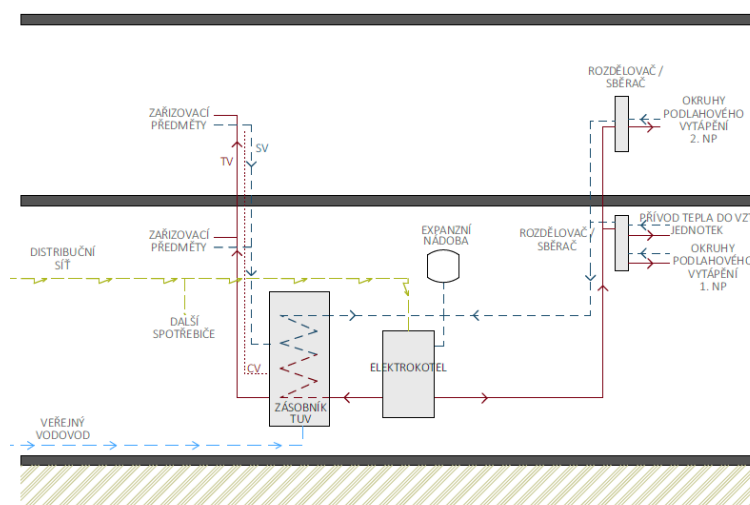 ROZDĚLOVAČ /
SBĚRAČ
ZAŘIZOVACÍ
PŘEDMĚTY
OKRUHY
PODLAHOVÉHO
VYTÁPĚNÍ
2. NP
SV
TV
ZAŘIZOVACÍ
PŘEDMĚTY
EXPANZNÍ
NÁDOBA
ROZDĚLOVAČ /
SBĚRAČ
PŘÍVOD TEPLA DO VZT
JEDNOTEK
OKRUHY
PODLAHOVÉHO
VYTÁPĚNÍ
1. NP
DISTRIBUČNÍ
SÍŤ
DALŠÍ
SPOTŘEBIČE
CV
ELEKTROKOTEL
ZÁSOBNÍK
TUV
VEŘEJNÝ
VODOVOD